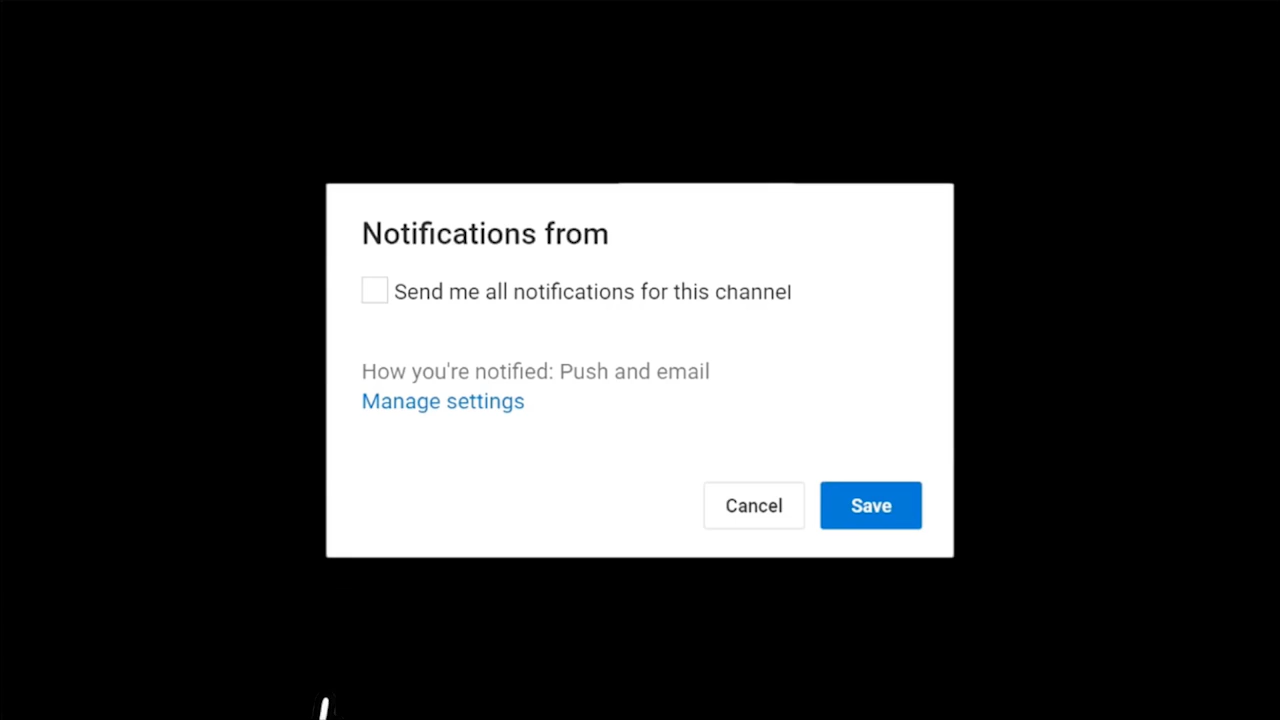 Notifications from
Send me all notifications for this channel
How you're notified: Push and email
Manage settings
Cancel
Save